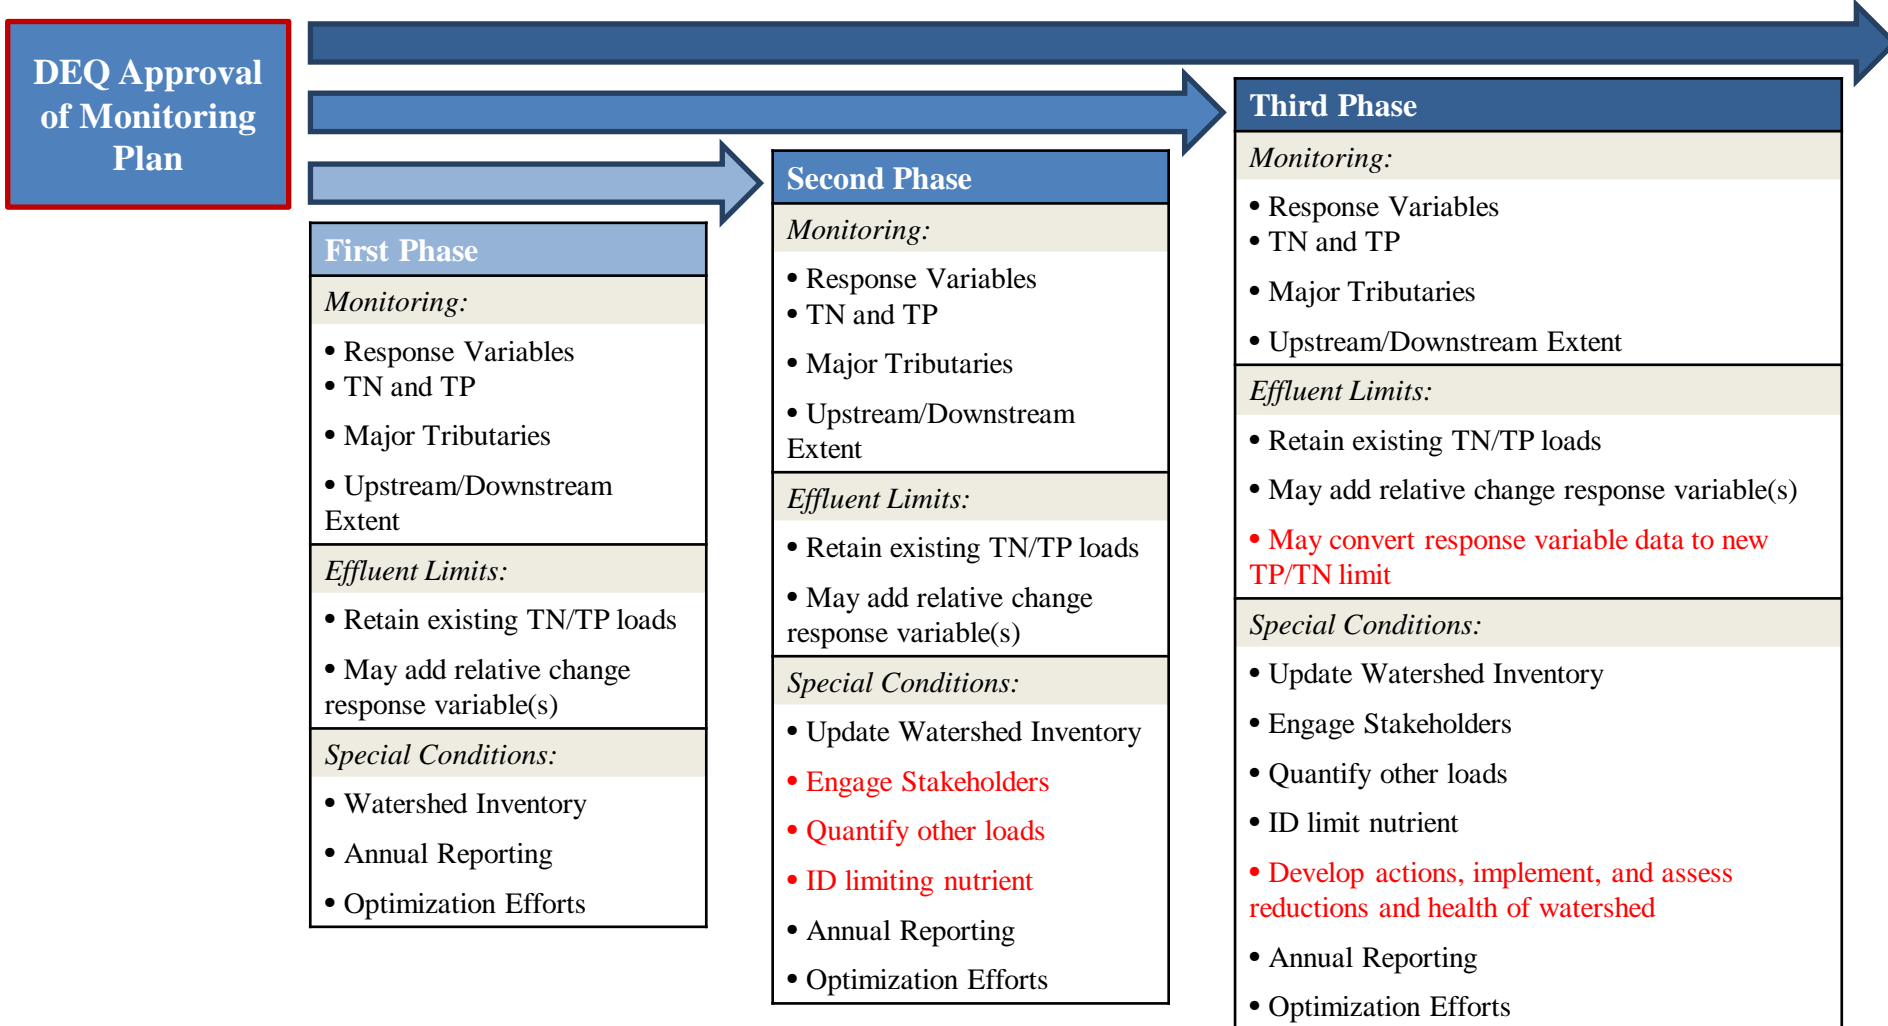 DEQ Approval
of Monitoring
Plan
First Phase
Monitoring:
• Response Variables
• TN and TP
• Major Tributaries
• Upstream/Downstream
Extent
Effluent Limits:
• Retain existing TN/TP loads
• May add relative change
response variable(s)
Special Conditions:
• Watershed Inventory
• Annual Reporting
• Optimization Efforts
Second Phase
Monitoring:
• Response Variables
• TN and TP
• Major Tributaries
• Upstream/Downstream
Extent
Effluent Limits:
• Retain existing TN/TP loads
• May add relative change
response variable(s)
Special Conditions:
• Update Watershed Inventory
• Engage Stakeholders
• Quantify other loads
• ID limiting nutrient
• Annual Reporting
• Optimization Efforts
Third Phase
Monitoring:
• Response Variables
• TN and TP
• Major Tributaries
• Upstream/Downstream Extent
Effluent Limits:
• Retain existing TN/TP loads
• May add relative change response variable(s)
• May convert response variable data to new
TP/TN limit
Special Conditions:
• Update Watershed Inventory
• Engage Stakeholders
• Quantify other loads
• ID limit nutrient
• Develop actions, implement, and assess
reductions and health of watershed
• Annual Reporting
• Optimization Efforts